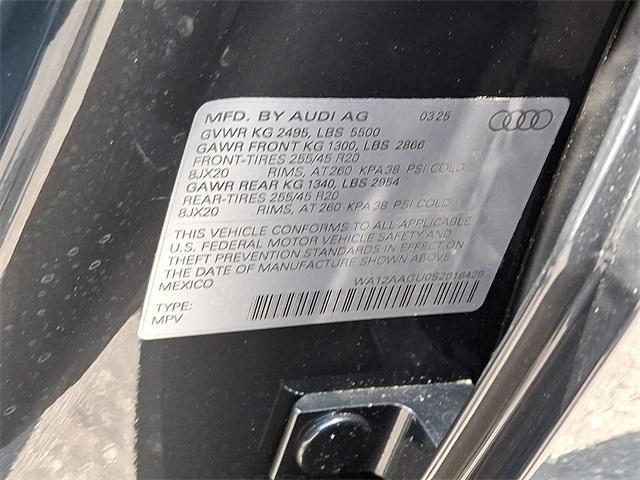 MFD. BY AUDI AG 0325
GVWR KG 2495, LBS 5500
GAWR FRONT KG 1300, LBS 2866
FRONT-TIRES 255/45 R20
8JX20 RIMS, AT 260 KPA 38 PSI COLD
GAWR REAR KG 1340, LBS 2954
REAR-TIRES 255/45 R20
8JX20 RIMS, AT 260 KPA 38 PSI COLD
THIS VEHICLE CONFORMS TO ALL APPLICABLE
U.S. FEDERAL MOTOR VEHICLE SAFETY AND
THEFT PREVENTION STANDARDS IN EFFECT ON
THE DATE OF MANUFACTURE SHOWN ABOVE
MEXICO WA12AAGU0S2016429
TYPE:
MPV